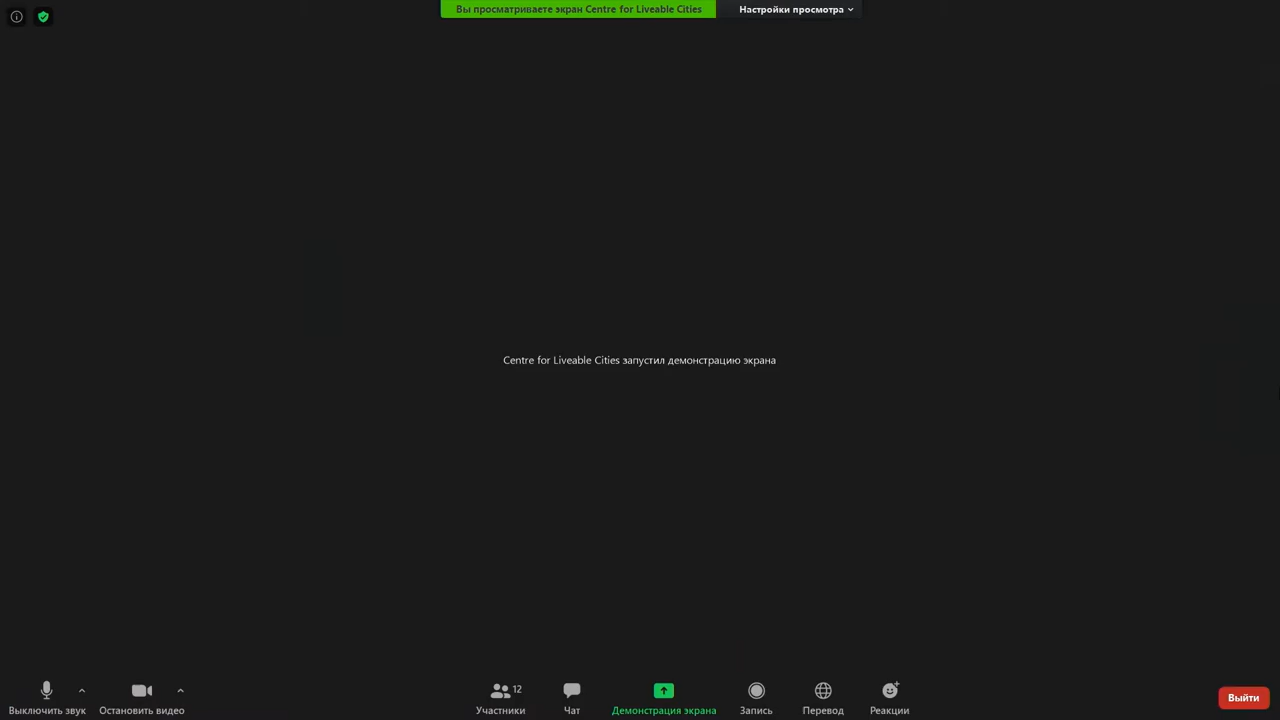 Вы просматриваете экран Centre for Liveable Cities
Настройки просмотра
Centre for Liveable Cities запустил демонстрацию экрана
12
Выключить звук
Остановить видео
Участники
Чат
Демонстрация экрана
Запись
Перевод
Реакции
Выйти